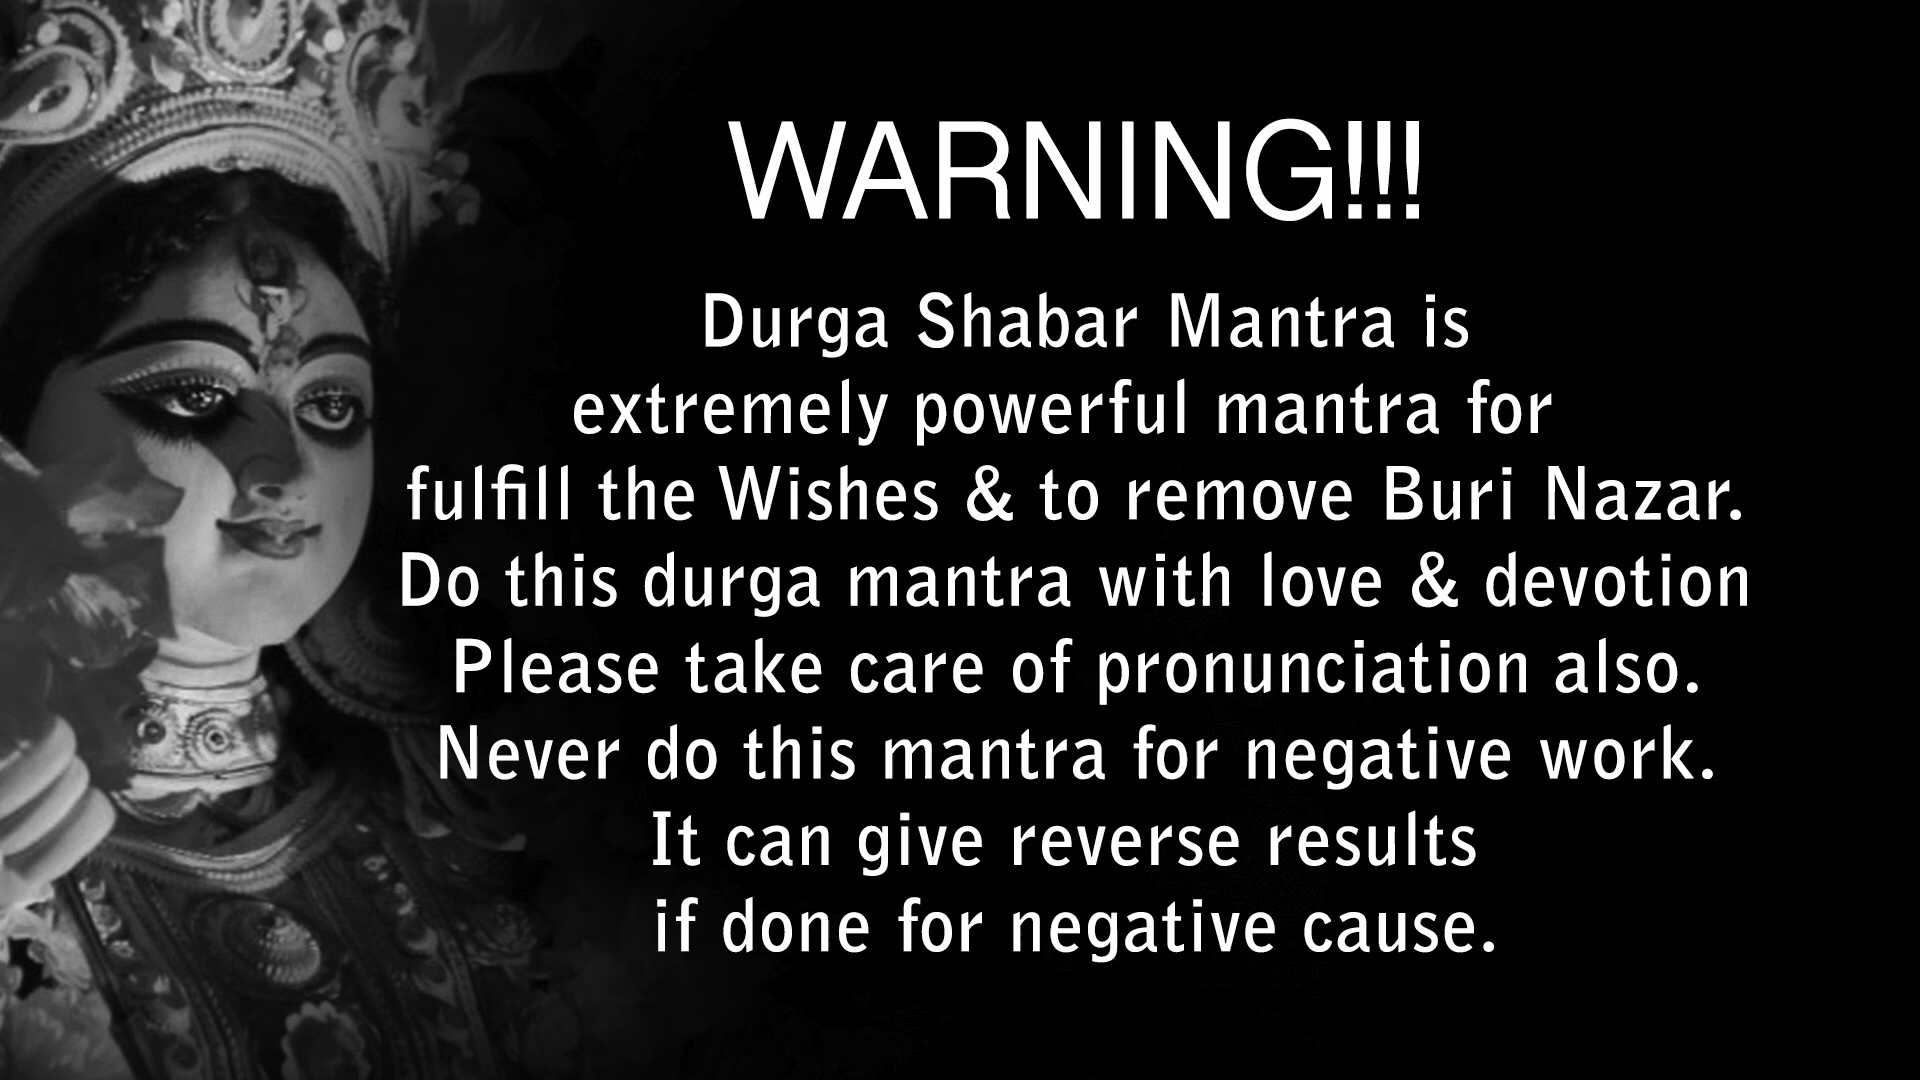 WARNING!!!
Durga Shabar Mantra is
extremely powerful mantra for
fulfill the Wishes & to remove Buri Nazar.
Do this durga mantra with love & devotion
Please take care of pronunciation also.
Never do this mantra for negative work.
It can give reverse results
if done for negative cause.